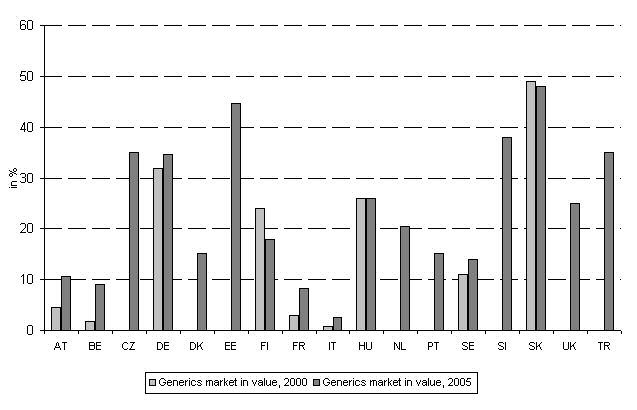 60
50
40
30
20
10
0
in %
AT BE CZ DE DK EE FI FR IT HU NL PT SE SI SK UK TR
Generics market in value, 2000 Generics market in value, 2005